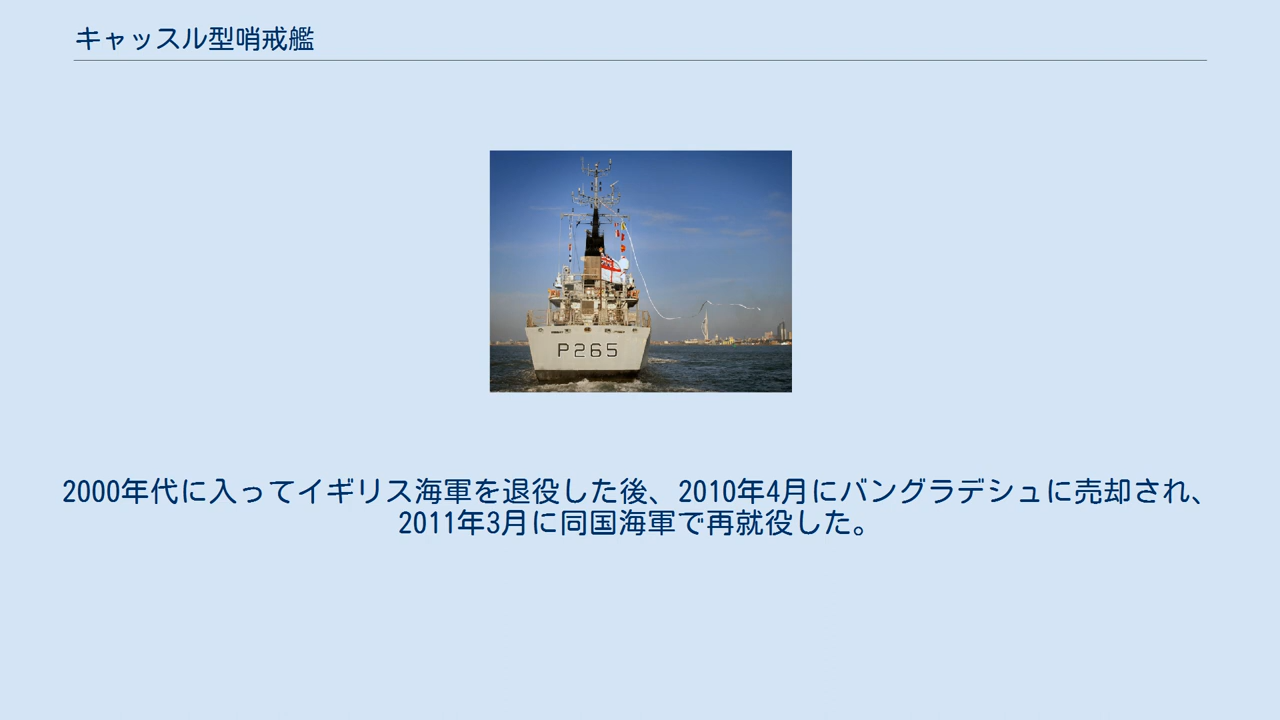 キャッスル型哨戒艦
P265
2000年代に入ってイギリス海軍を退役した後、2010年4月にバングラデシュに売却され、
2011年3月に同国海軍で再就役した。